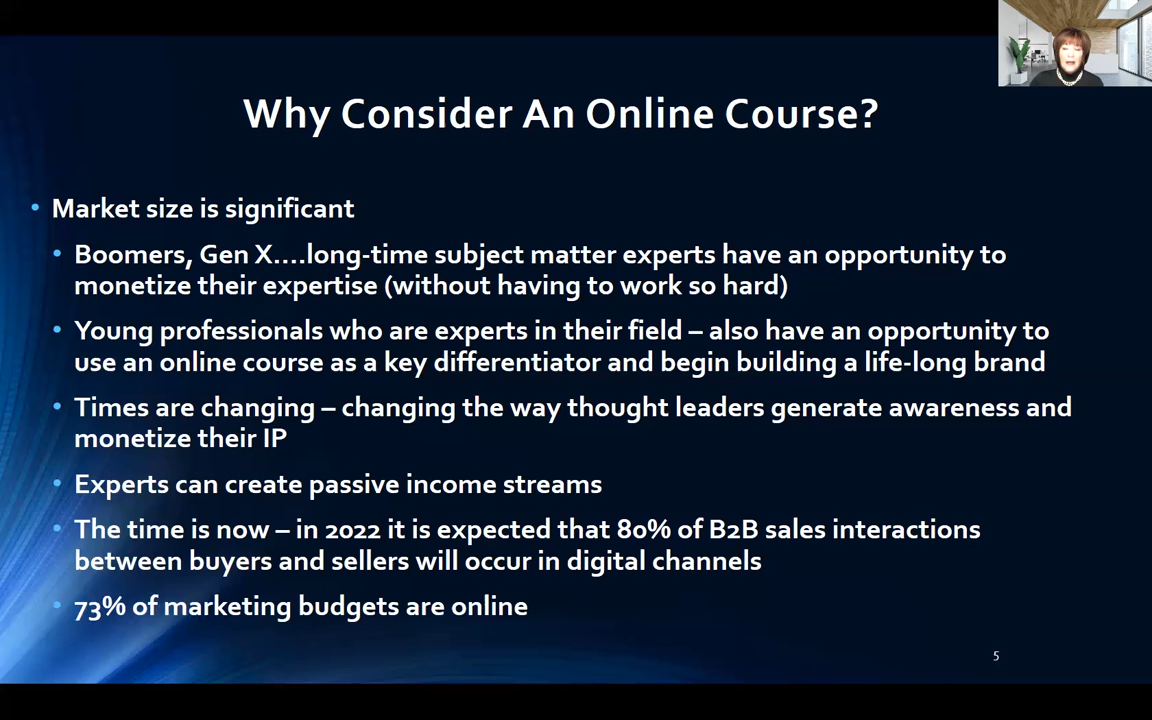 Why Consider An Online Course?
• Market size is significant
• Boomers, Gen X....long-time subject matter experts have an opportunity to
monetize their expertise (without having to work so hard)
• Young professionals who are experts in their field – also have an opportunity to
use an online course as a key differentiator and begin building a life-long brand
• Times are changing – changing the way thought leaders generate awareness and
monetize their IP
• Experts can create passive income streams
• The time is now – in 2022 it is expected that 80% of B2B sales interactions
between buyers and sellers will occur in digital channels
• 73% of marketing budgets are online
5